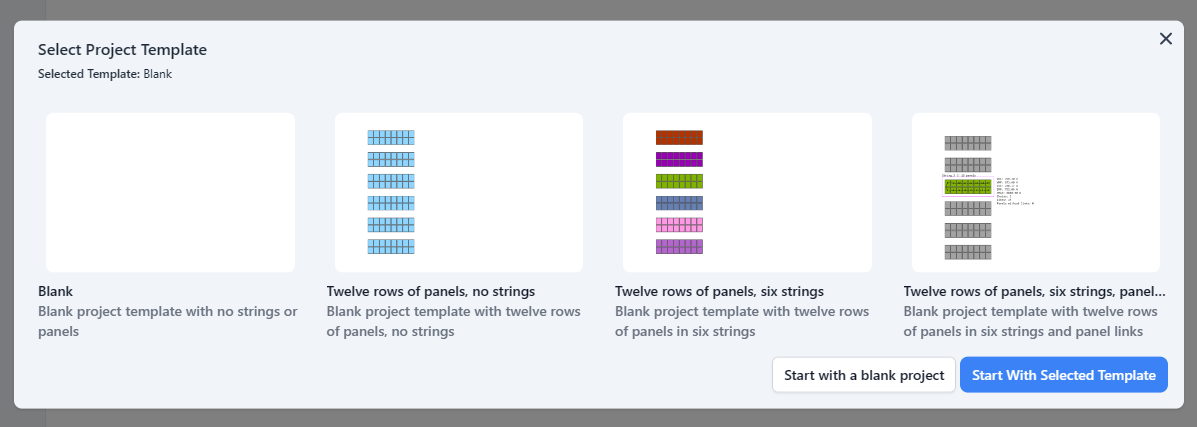 Select Project Template
Selected Template: Blank
Blank
Blank project template with no strings or
panels
Twelve rows of panels, no strings
Blank project template with twelve rows
of panels, no strings
Twelve rows of panels, six strings
Blank project template with twelve rows
of panels in six strings
Twelve rows of panels, six strings, panel...
Blank project template with twelve rows
of panels in six strings and panel links
Start with a blank project
Start With Selected Template